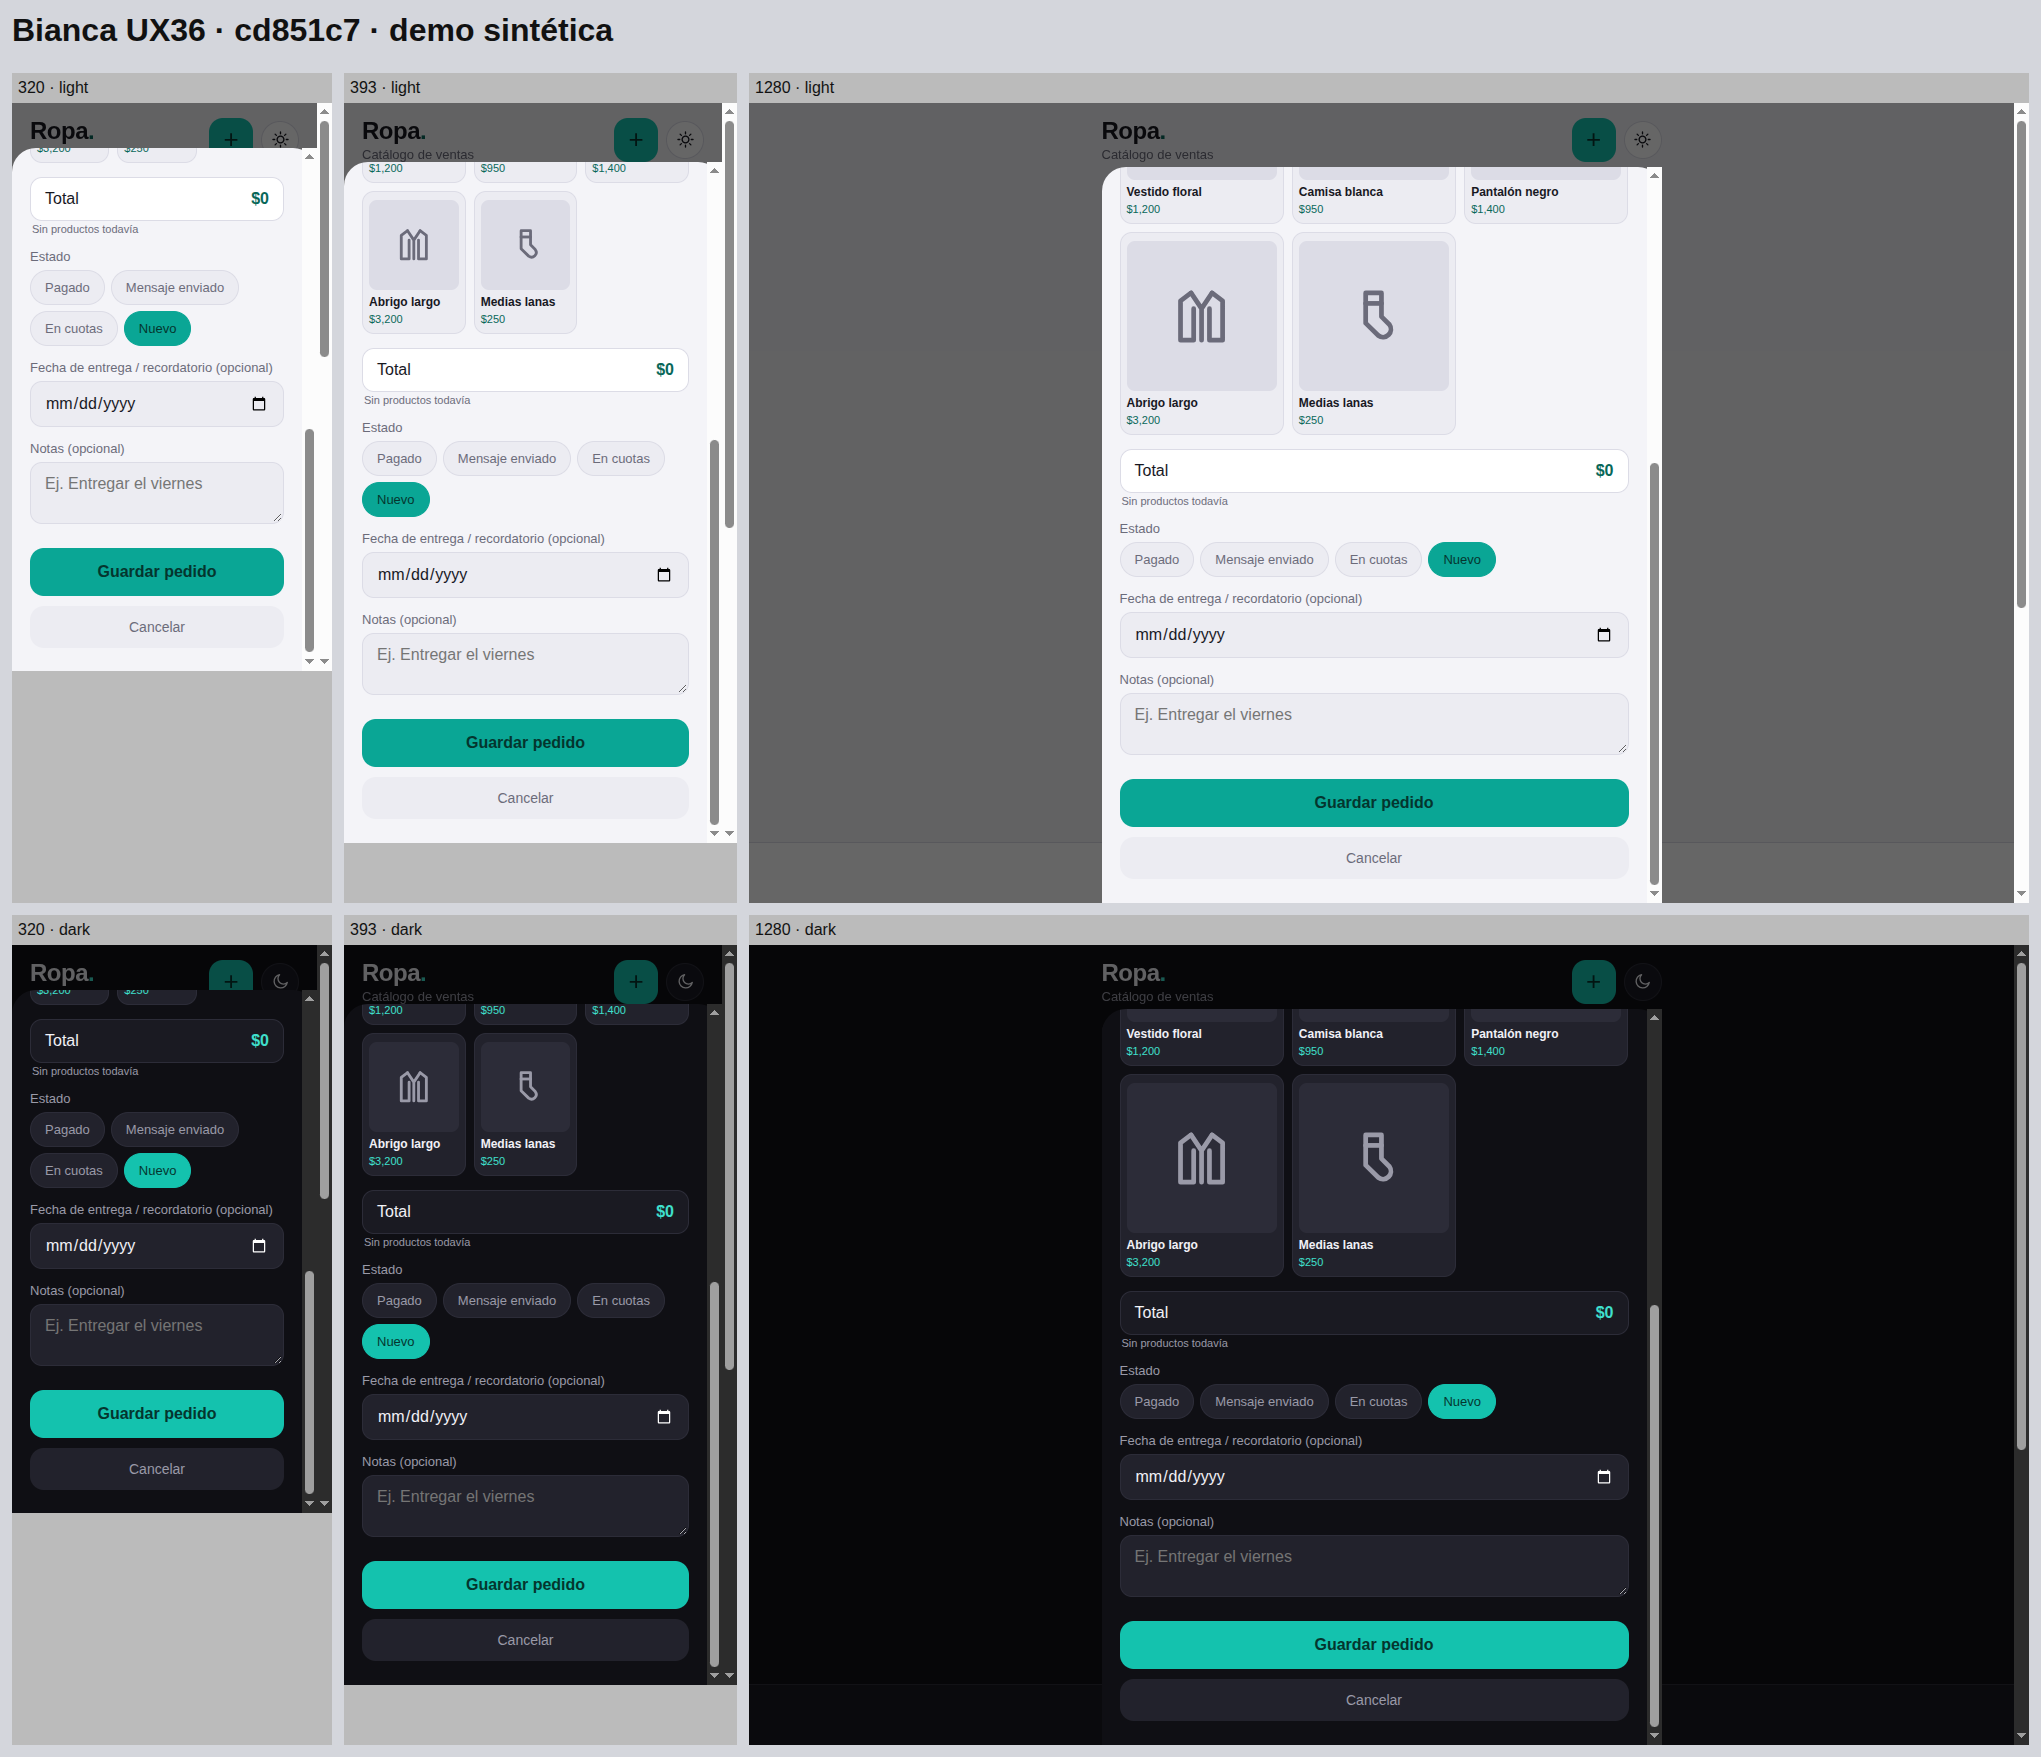 Bianca UX36 · cd851c7 · demo sintética
320 · light
Ropa.
+
$3,200 $250
Total $0
Sin productos todavía
Estado
Pagado Mensaje enviado
En cuotas Nuevo
Fecha de entrega / recordatorio (opcional)
mm/dd/yyyy
Notas (opcional)
Ej. Entregar el viernes
Guardar pedido
Cancelar
393 · light
Ropa.
+
Catálogo de ventas
$1,200 $950 $1,400
Abrigo largo Medias lanas
$3,200 $250
Total $0
Sin productos todavía
Estado
Pagado Mensaje enviado En cuotas
Nuevo
Fecha de entrega / recordatorio (opcional)
mm/dd/yyyy
Notas (opcional)
Ej. Entregar el viernes
Guardar pedido
Cancelar
1280 · light
Ropa.
+
Catálogo de ventas
Vestido floral Camisa blanca Pantalón negro
$1,200 $950 $1,400
Abrigo largo Medias lanas
$3,200 $250
Total $0
Sin productos todavía
Estado
Pagado Mensaje enviado En cuotas Nuevo
Fecha de entrega / recordatorio (opcional)
mm/dd/yyyy
Notas (opcional)
Ej. Entregar el viernes
Guardar pedido
Cancelar
320 · dark
Ropa.
+
$3,200 $250
Total $0
Sin productos todavía
Estado
Pagado Mensaje enviado
En cuotas Nuevo
Fecha de entrega / recordatorio (opcional)
mm/dd/yyyy
Notas (opcional)
Ej. Entregar el viernes
Guardar pedido
Cancelar
393 · dark
Ropa.
+
Catálogo de ventas
$1,200 $950 $1,400
Abrigo largo Medias lanas
$3,200 $250
Total $0
Sin productos todavía
Estado
Pagado Mensaje enviado En cuotas
Nuevo
Fecha de entrega / recordatorio (opcional)
mm/dd/yyyy
Notas (opcional)
Ej. Entregar el viernes
Guardar pedido
Cancelar
1280 · dark
Ropa.
+
Catálogo de ventas
Vestido floral Camisa blanca Pantalón negro
$1,200 $950 $1,400
Abrigo largo Medias lanas
$3,200 $250
Total $0
Sin productos todavía
Estado
Pagado Mensaje enviado En cuotas Nuevo
Fecha de entrega / recordatorio (opcional)
mm/dd/yyyy
Notas (opcional)
Ej. Entregar el viernes
Guardar pedido
Cancelar